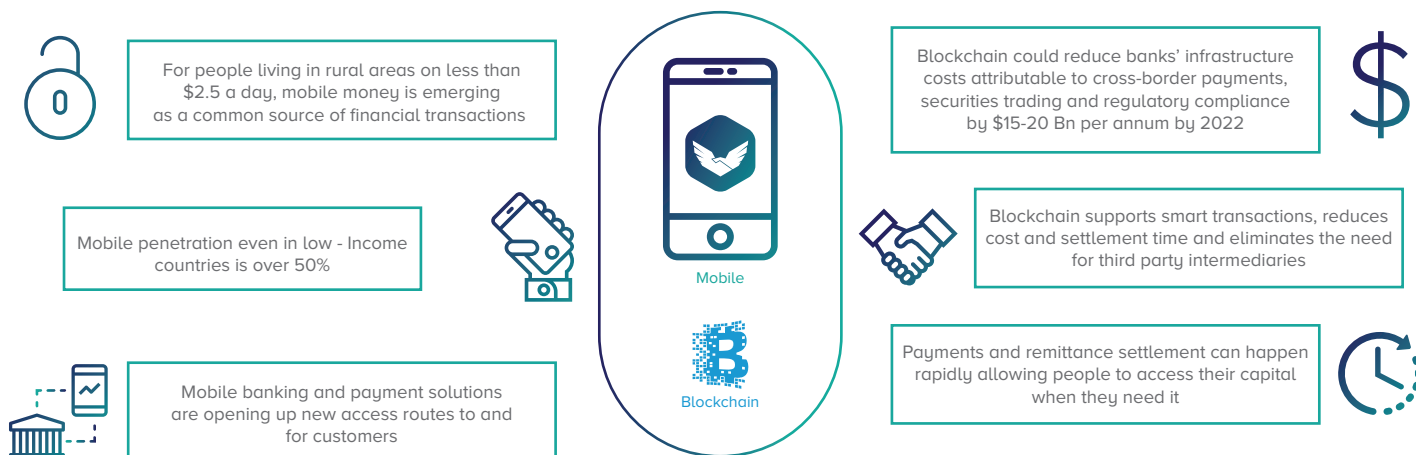 For people living in rural areas on less than
$2.5 a day, mobile money is emerging
as a common source of financial transactions
Mobile penetration even in low - Income
countries is over 50%
Mobile banking and payment solutions
are opening up new access routes to and
for customers
Mobile
Blockchain
Blockchain could reduce banks’ infrastructure
costs attributable to cross-border payments,
securities trading and regulatory compliance
by $15-20 Bn per annum by 2022
Blockchain supports smart transactions, reduces
cost and settlement time and eliminates the need
for third party intermediaries
Payments and remittance settlement can happen
rapidly allowing people to access their capital
when they need it